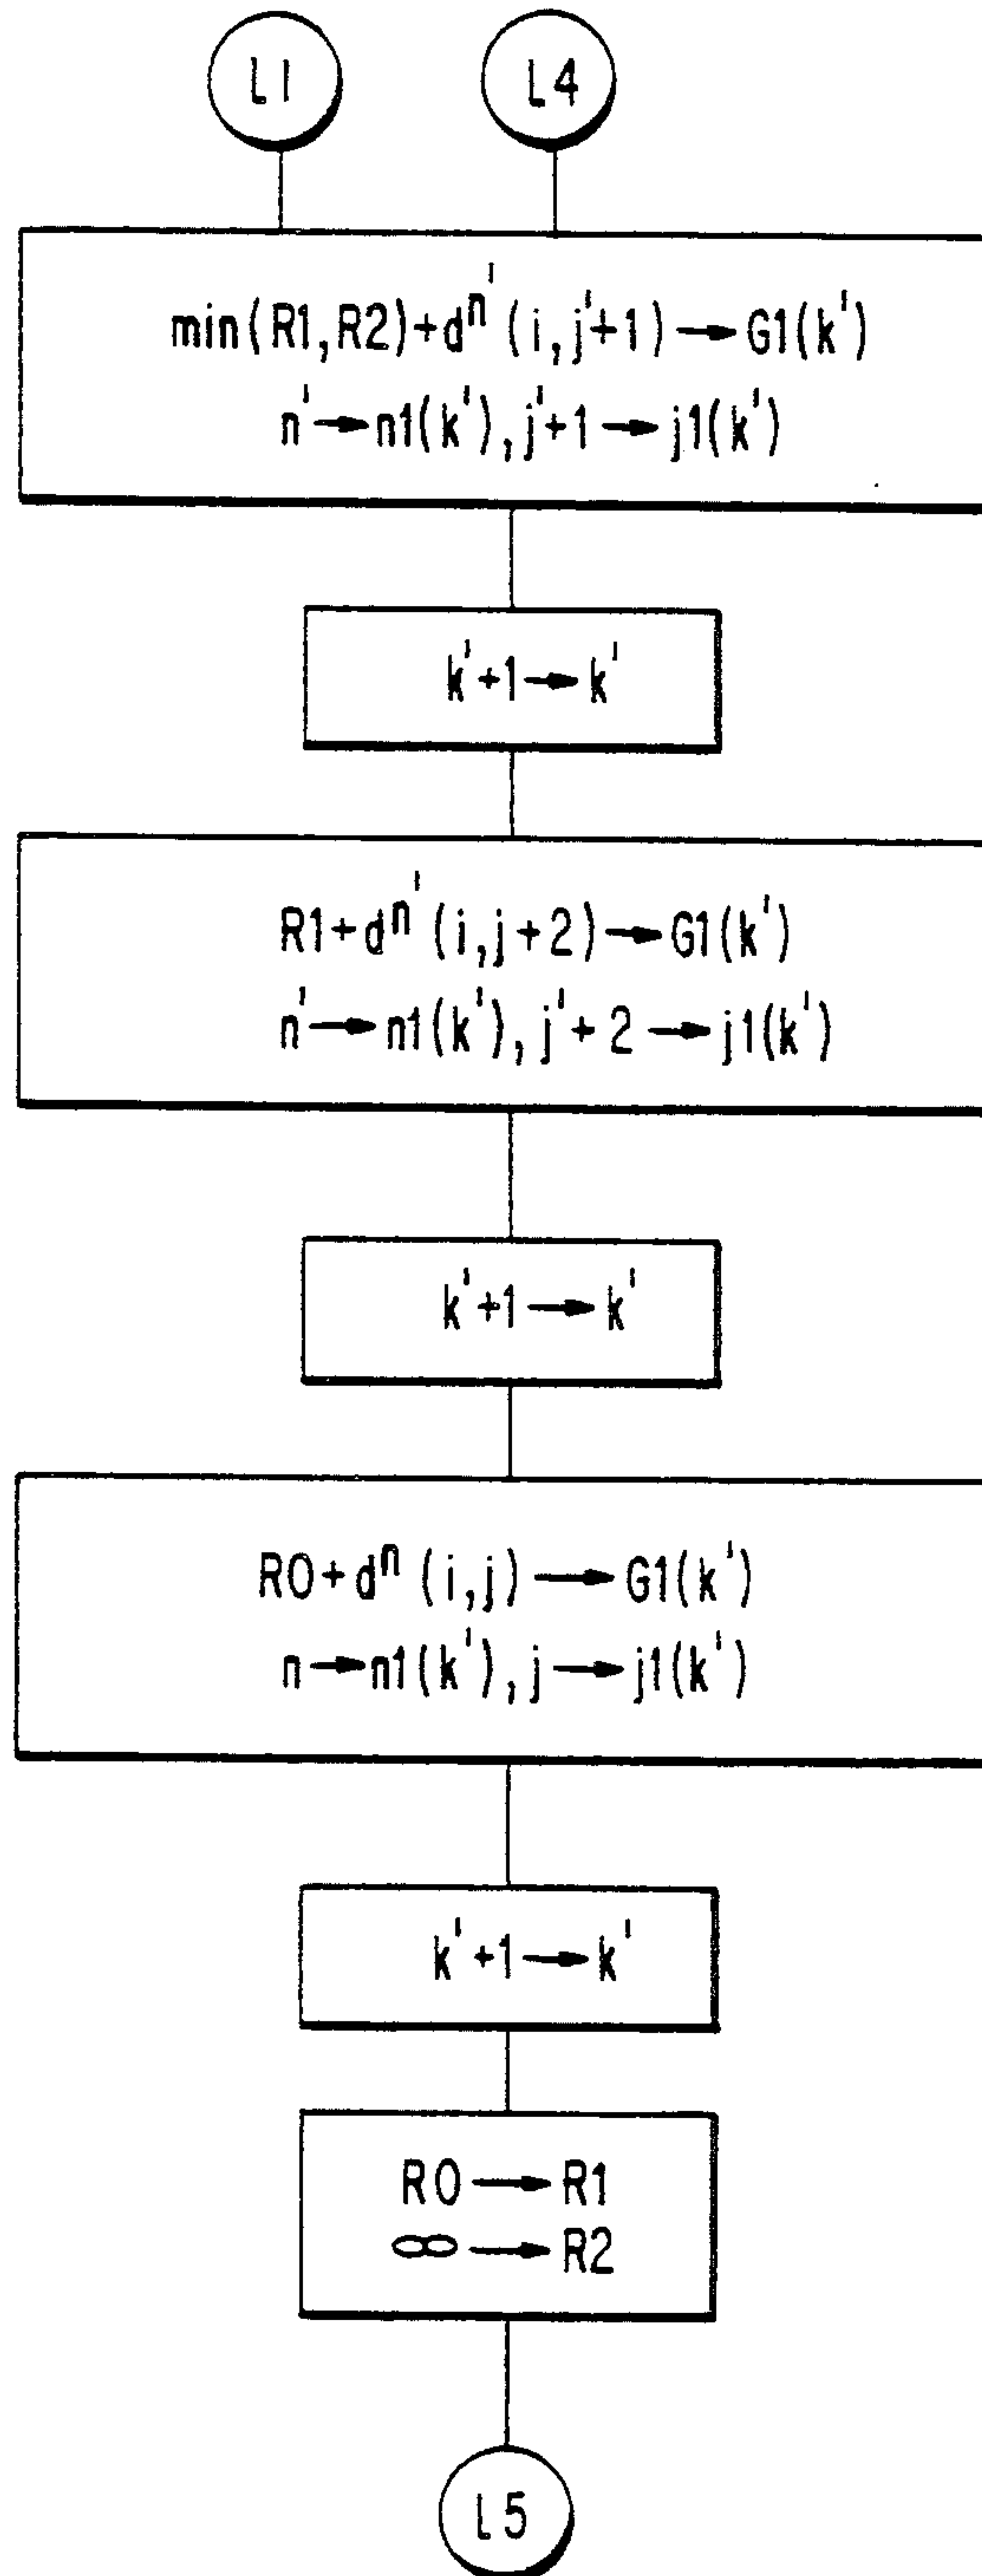 L1 L4
min(R1,R2)+d^n'(i,j'+1)→G1(k')
n'→n1(k'),j'+1→j1(k')
k'+1→k'
R1+d^n'(i,j+2)→G1(k')
n'→n1(k'),j'+2→j1(k')
k'+1→k'
R0+d^n(i,j)→G1(k')
n→n1(k'),j→j1(k')
k'+1→k'
R0→R1
∞→R2
L5